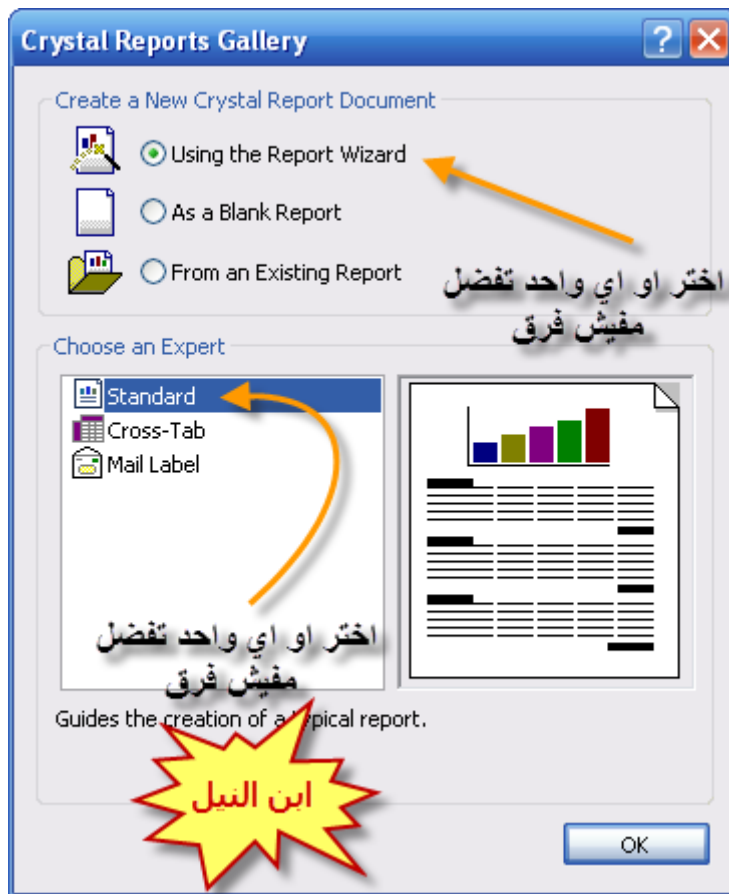 Crystal Reports Gallery
Create a New Crystal Report Document
Using the Report Wizard
As a Blank Report
From an Existing Report
اختر او اي واحد تفضل
مفيش فرق
Choose an Expert
Standard
Cross-Tab
Mail Label
اختر او اي واحد تفضل
مفيش فرق
Guides the creation of a typical report.
ابن النيل
OK